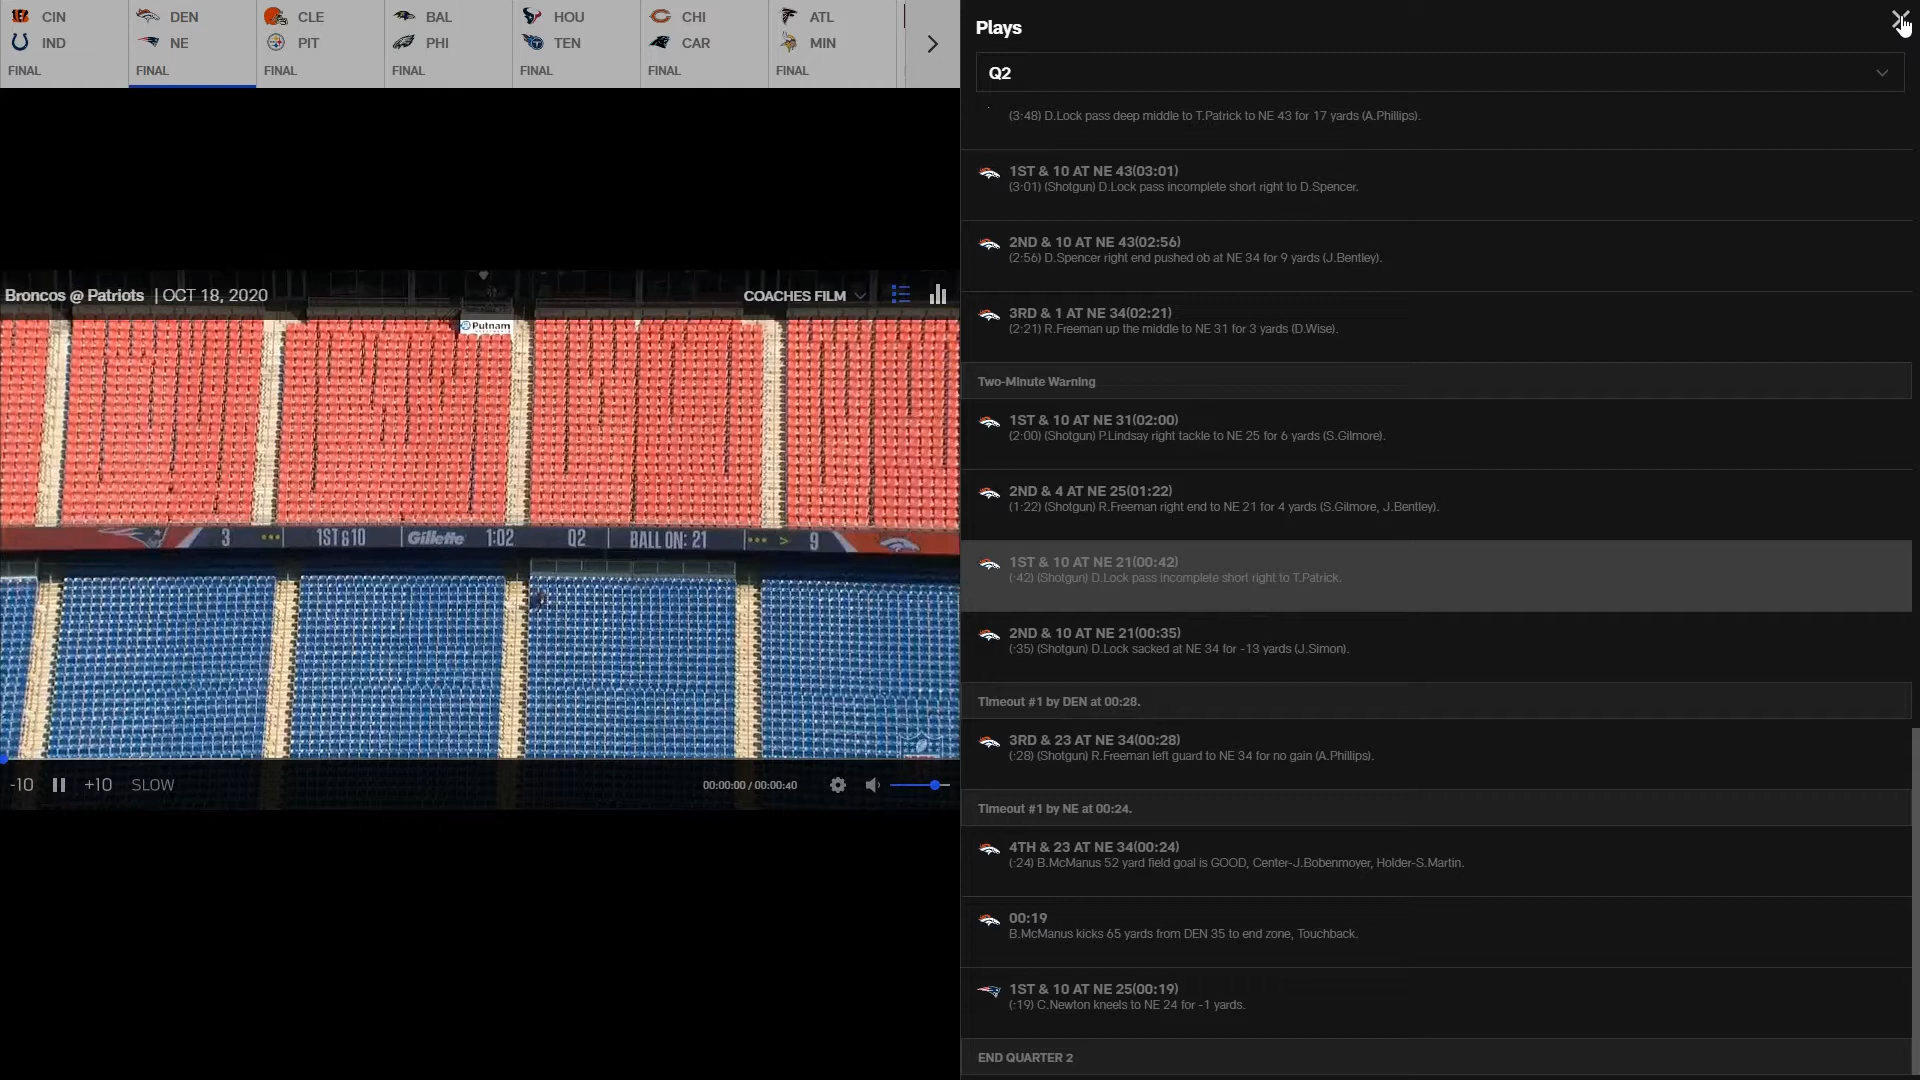 CIN
IND
FINAL
DEN
NE
FINAL
CLE
PIT
FINAL
BAL
PHI
FINAL
HOU
TEN
FINAL
CHI
CAR
FINAL
ATL
MIN
FINAL
Broncos @ Patriots | OCT 18, 2020
COACHES FILM
Putnam
3 1ST & 10 Gillette 1:02 Q2 BALL ON: 21 > 9
-10 +10 SLOW 00:00:00 / 00:00:40
Plays
Q2
(3:48) D.Lock pass deep middle to T.Patrick to NE 43 for 17 yards (A.Phillips).
1ST & 10 AT NE 43(03:01)
(3:01) (Shotgun) D.Lock pass incomplete short right to D.Spencer.
2ND & 10 AT NE 43(02:56)
(2:56) D.Spencer right end pushed ob at NE 34 for 9 yards (J.Bentley).
3RD & 1 AT NE 34(02:21)
(2:21) R.Freeman up the middle to NE 31 for 3 yards (D.Wise).
Two-Minute Warning
1ST & 10 AT NE 31(02:00)
(2:00) (Shotgun) P.Lindsay right tackle to NE 25 for 6 yards (S.Gilmore).
2ND & 4 AT NE 25(01:22)
(1:22) (Shotgun) R.Freeman right end to NE 21 for 4 yards (S.Gilmore, J.Bentley).
1ST & 10 AT NE 21(00:42)
(:42) (Shotgun) D.Lock pass incomplete short right to T.Patrick.
2ND & 10 AT NE 21(00:35)
(:35) (Shotgun) D.Lock sacked at NE 34 for -13 yards (J.Simon).
Timeout #1 by DEN at 00:28.
3RD & 23 AT NE 34(00:28)
(:28) (Shotgun) R.Freeman left guard to NE 34 for no gain (A.Phillips).
Timeout #1 by NE at 00:24.
4TH & 23 AT NE 34(00:24)
(:24) B.McManus 52 yard field goal is GOOD, Center-J.Bobenmoyer, Holder-S.Martin.
00:19
B.McManus kicks 65 yards from DEN 35 to end zone, Touchback.
1ST & 10 AT NE 25(00:19)
(:19) C.Newton kneels to NE 24 for -1 yards.
END QUARTER 2